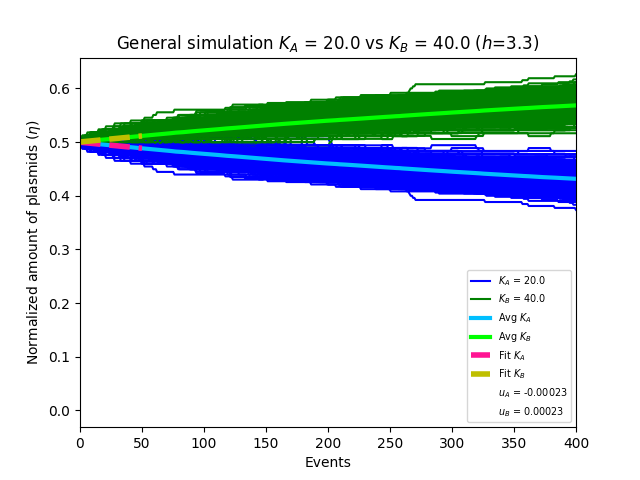 General simulation K_A = 20.0 vs K_B = 40.0 (h=3.3)
Normalized amount of plasmids (η)
0.6
0.5
0.4
0.3
0.2
0.1
0.0
K_A = 20.0
K_B = 40.0
Avg K_A
Avg K_B
Fit K_A
Fit K_B
u_A = -0.00023
u_B = 0.00023
0 50 100 150 200 250 300 350 400
Events